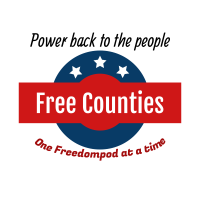 Power back to the people
Free Counties
One Freedompod at a time